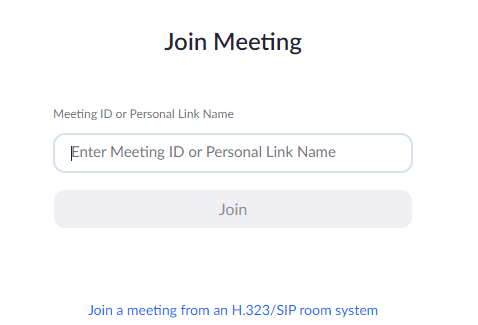 Join Meeting
Meeting ID or Personal Link Name
Enter Meeting ID or Personal Link Name
Join
Join a meeting from an H.323/SIP room system